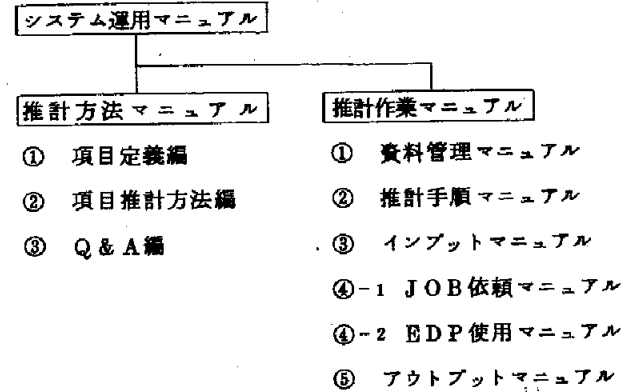 システム運用マニュアル
推計方法マニュアル
① 項目定義編
② 項目推計方法編
③ Q&A編
推計作業マニュアル
① 資料管理マニュアル
② 推計手順マニュアル
③ インプットマニュアル
④-1 JOB依頼マニュアル
④-2 EDP使用マニュアル
⑤ アウトプットマニュアル